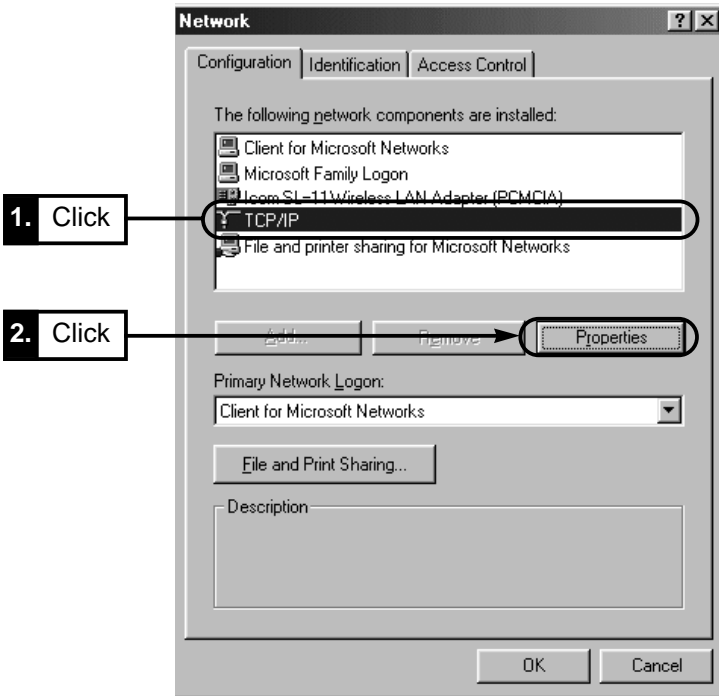 Network
Configuration Identification Access Control
The following network components are installed:
Client for Microsoft Networks
Microsoft Family Logon
Icom SL-11Wireless LAN Adapter (PCMCIA)
1. Click
TCP/IP
File and printer sharing for Microsoft Networks
2. Click
Add... Remove Properties
Primary Network Logon:
Client for Microsoft Networks
File and Print Sharing...
Description
OK Cancel